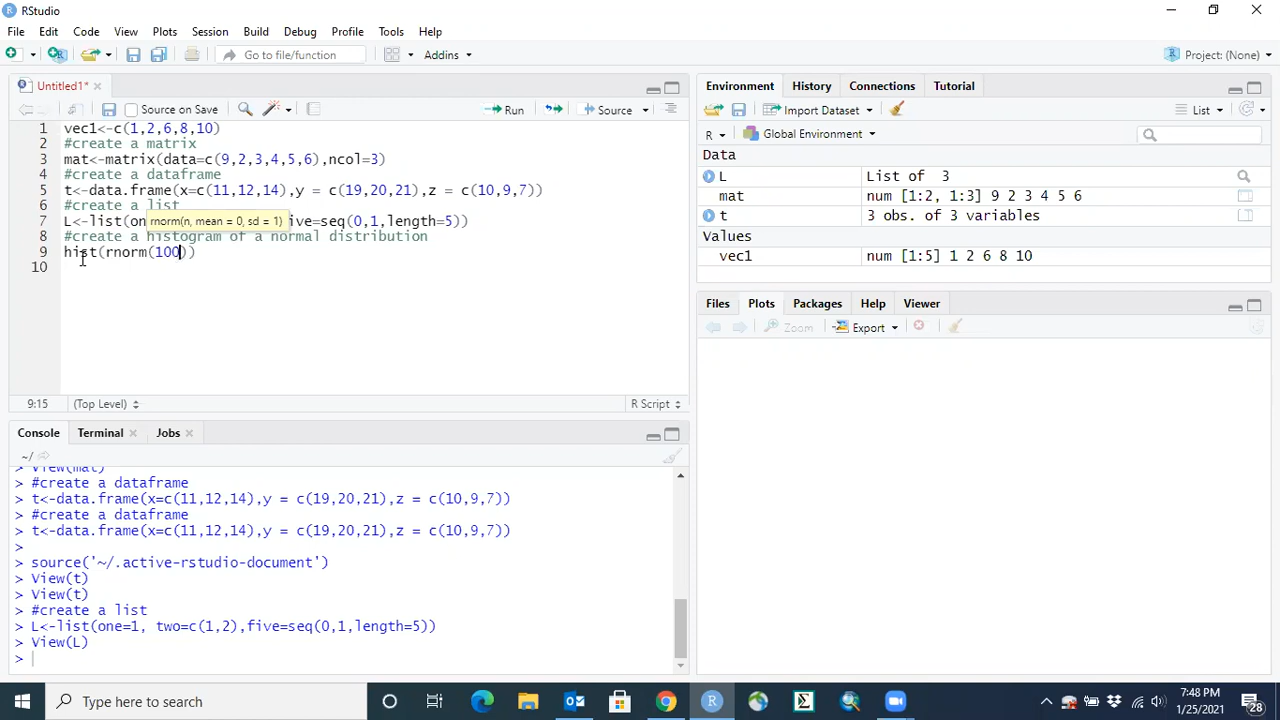 RStudio
File Edit Code View Plots Session Build Debug Profile Tools Help
Go to file/function Addins Project: (None)
Untitled1*
Source on Save Run Source
1 vec1<-c(1,2,6,8,10)
2 #create a matrix
3 mat<-matrix(data=c(9,2,3,4,5,6),ncol=3)
4 #create a dataframe
5 t<-data.frame(x=c(11,12,14),y = c(19,20,21),z = c(10,9,7))
6 #create a list
rnorm(n, mean = 0, sd = 1)
7 L<-list(on ive=seq(0,1,length=5))
8 #create a histogram of a normal distribution
9 hist(rnorm(100))
10
9:15 (Top Level) R Script
Console Terminal Jobs
~/
> View(mat)
> #create a dataframe
> t<-data.frame(x=c(11,12,14),y = c(19,20,21),z = c(10,9,7))
> #create a dataframe
> t<-data.frame(x=c(11,12,14),y = c(19,20,21),z = c(10,9,7))
>
> source('~/.active-rstudio-document')
> View(t)
> View(t)
> #create a list
> L<-list(one=1, two=c(1,2),five=seq(0,1,length=5))
> View(L)
>
Environment History Connections Tutorial
Import Dataset List
R Global Environment
Data
L List of 3
mat num [1:2, 1:3] 9 2 3 4 5 6
t 3 obs. of 3 variables
Values
vec1 num [1:5] 1 2 6 8 10
Files Plots Packages Help Viewer
Zoom Export
Type here to search
7:48 PM
1/25/2021
28